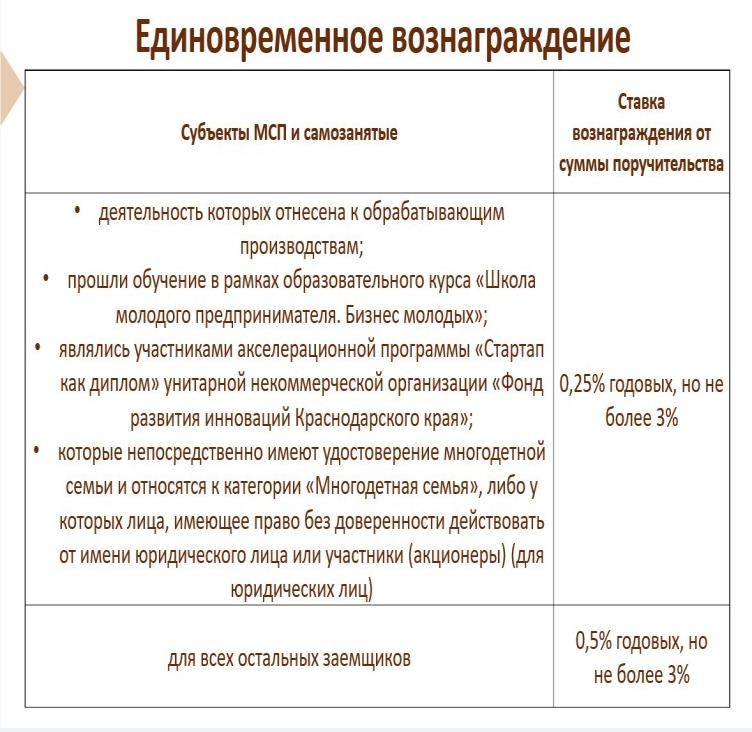 Единовременное вознаграждение
Субъекты МСП и самозанятые
Ставка
вознаграждения от
суммы поручительства
• деятельность которых отнесена к обрабатывающим
производствам;
• прошли обучение в рамках образовательного курса «Школа
молодого предпринимателя. Бизнес молодых»;
• являлись участниками акселерационной программы «Стартап
как диплом» унитарной некоммерческой организации «Фонд
развития инноваций Краснодарского края»;
• которые непосредственно имеют удостоверение многодетной
семьи и относятся к категории «Многодетная семья», либо у
которых лица, имеющее право без доверенности действовать
от имени юридического лица или участники (акционеры) (для
юридических лиц)
0,25% годовых, но не
более 3%
для всех остальных заемщиков
0,5% годовых, но
не более 3%